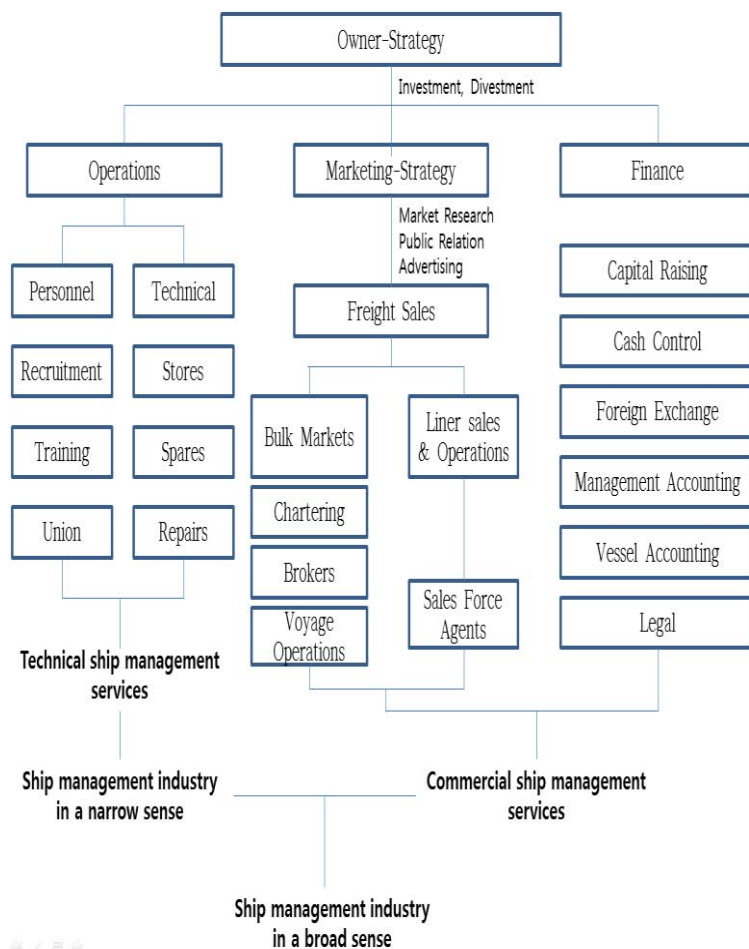 Owner-Strategy
Investment, Divestment
Operations
Marketing-Strategy
Finance
Market Research
Public Relation
Advertising
Personnel
Technical
Freight Sales
Capital Raising
Recruitment
Stores
Cash Control
Bulk Markets
Liner sales
& Operations
Foreign Exchange
Training
Spares
Management Accounting
Chartering
Union
Repairs
Brokers
Vessel Accounting
Voyage
Operations
Sales Force
Agents
Legal
Technical ship management
services
Ship management industry
in a narrow sense
Commercial ship management
services
Ship management industry
in a broad sense